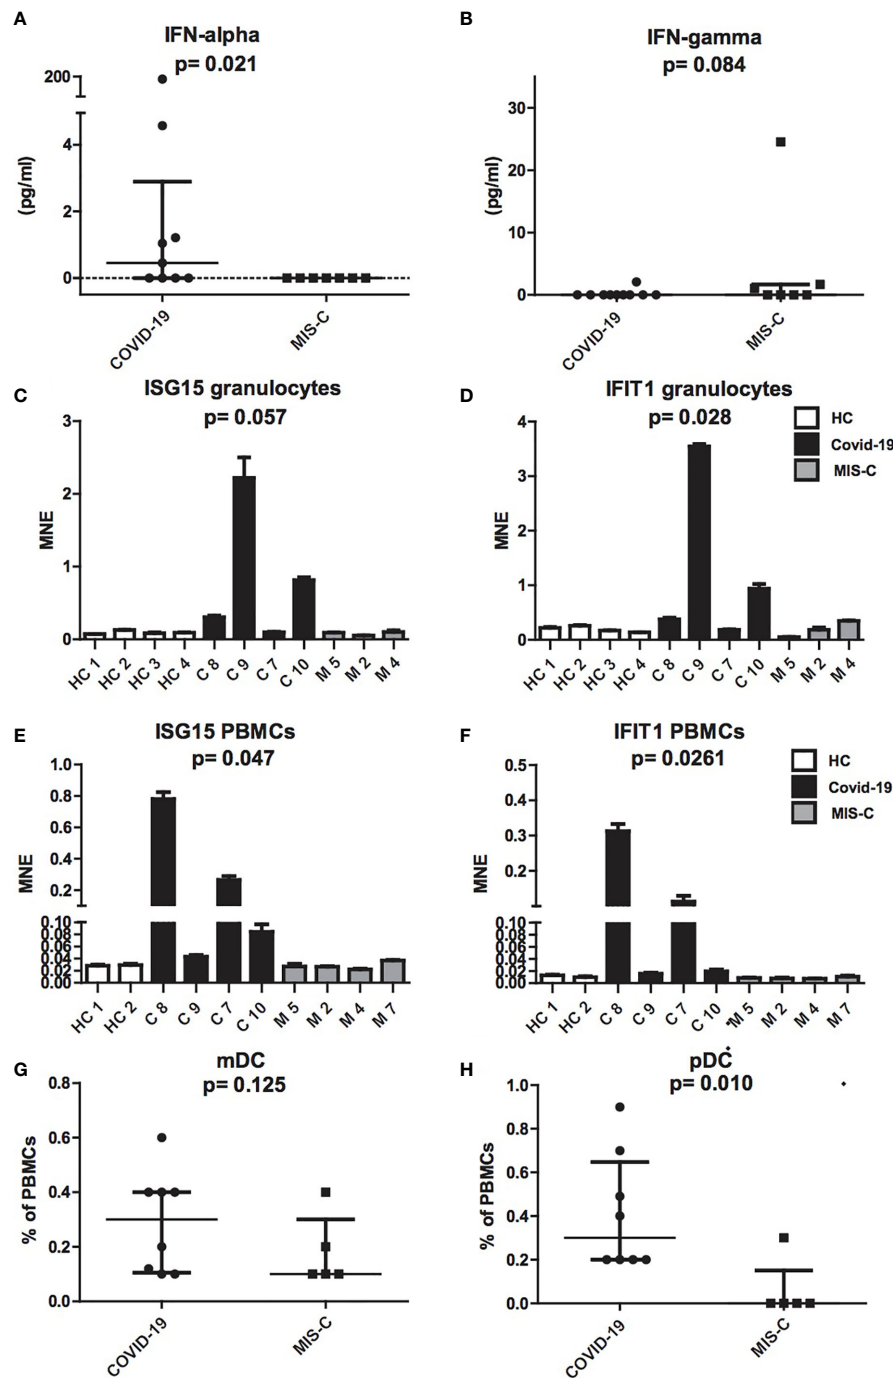 A
IFN-alpha
p= 0.021
200
4
2
0
(pg/ml)
COVID-19
MIS-C
B
IFN-gamma
p= 0.084
30
20
10
0
(pg/ml)
COVID-19
MIS-C
C
ISG15 granulocytes
p= 0.057
3
2
1
0
MNE
HC 1
HC 2
HC 3
HC 4
C 8
C 9
C 7
C 10
M 5
M 2
M 4
D
IFIT1 granulocytes
p= 0.028
4
3
2
1
0
MNE
HC 1
HC 2
HC 3
HC 4
C 8
C 9
C 7
C 10
M 5
M 2
M 4
HC
Covid-19
MIS-C
E
ISG15 PBMCs
p= 0.047
1.0
0.8
0.6
0.4
0.2
0.10
0.08
0.06
0.04
0.02
0.00
MNE
HC 1
HC 2
C 8
C 9
C 7
C 10
M 5
M 2
M 4
M 7
F
IFIT1 PBMCs
p= 0.0261
0.5
0.4
0.3
0.2
0.10
0.08
0.06
0.04
0.02
0.00
MNE
HC 1
HC 2
C 8
C 9
C 7
C 10
M 5
M 2
M 4
M 7
HC
Covid-19
MIS-C
G
mDC
p= 0.125
0.8
0.6
0.4
0.2
0.0
% of PBMCs
COVID-19
MIS-C
H
pDC
p= 0.010
1.0
0.8
0.6
0.4
0.2
0.0
% of PBMCs
COVID-19
MIS-C